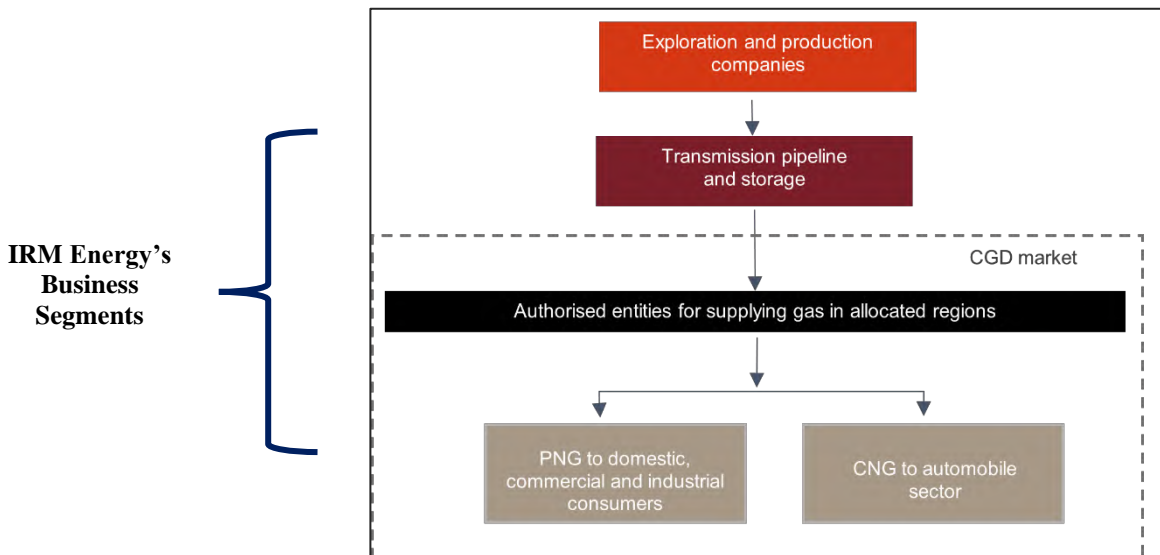 Exploration and production
companies
Transmission pipeline
and storage
IRM Energy’s
Business
Segments
CGD market
Authorised entities for supplying gas in allocated regions
PNG to domestic,
commercial and industrial
consumers
CNG to automobile
sector